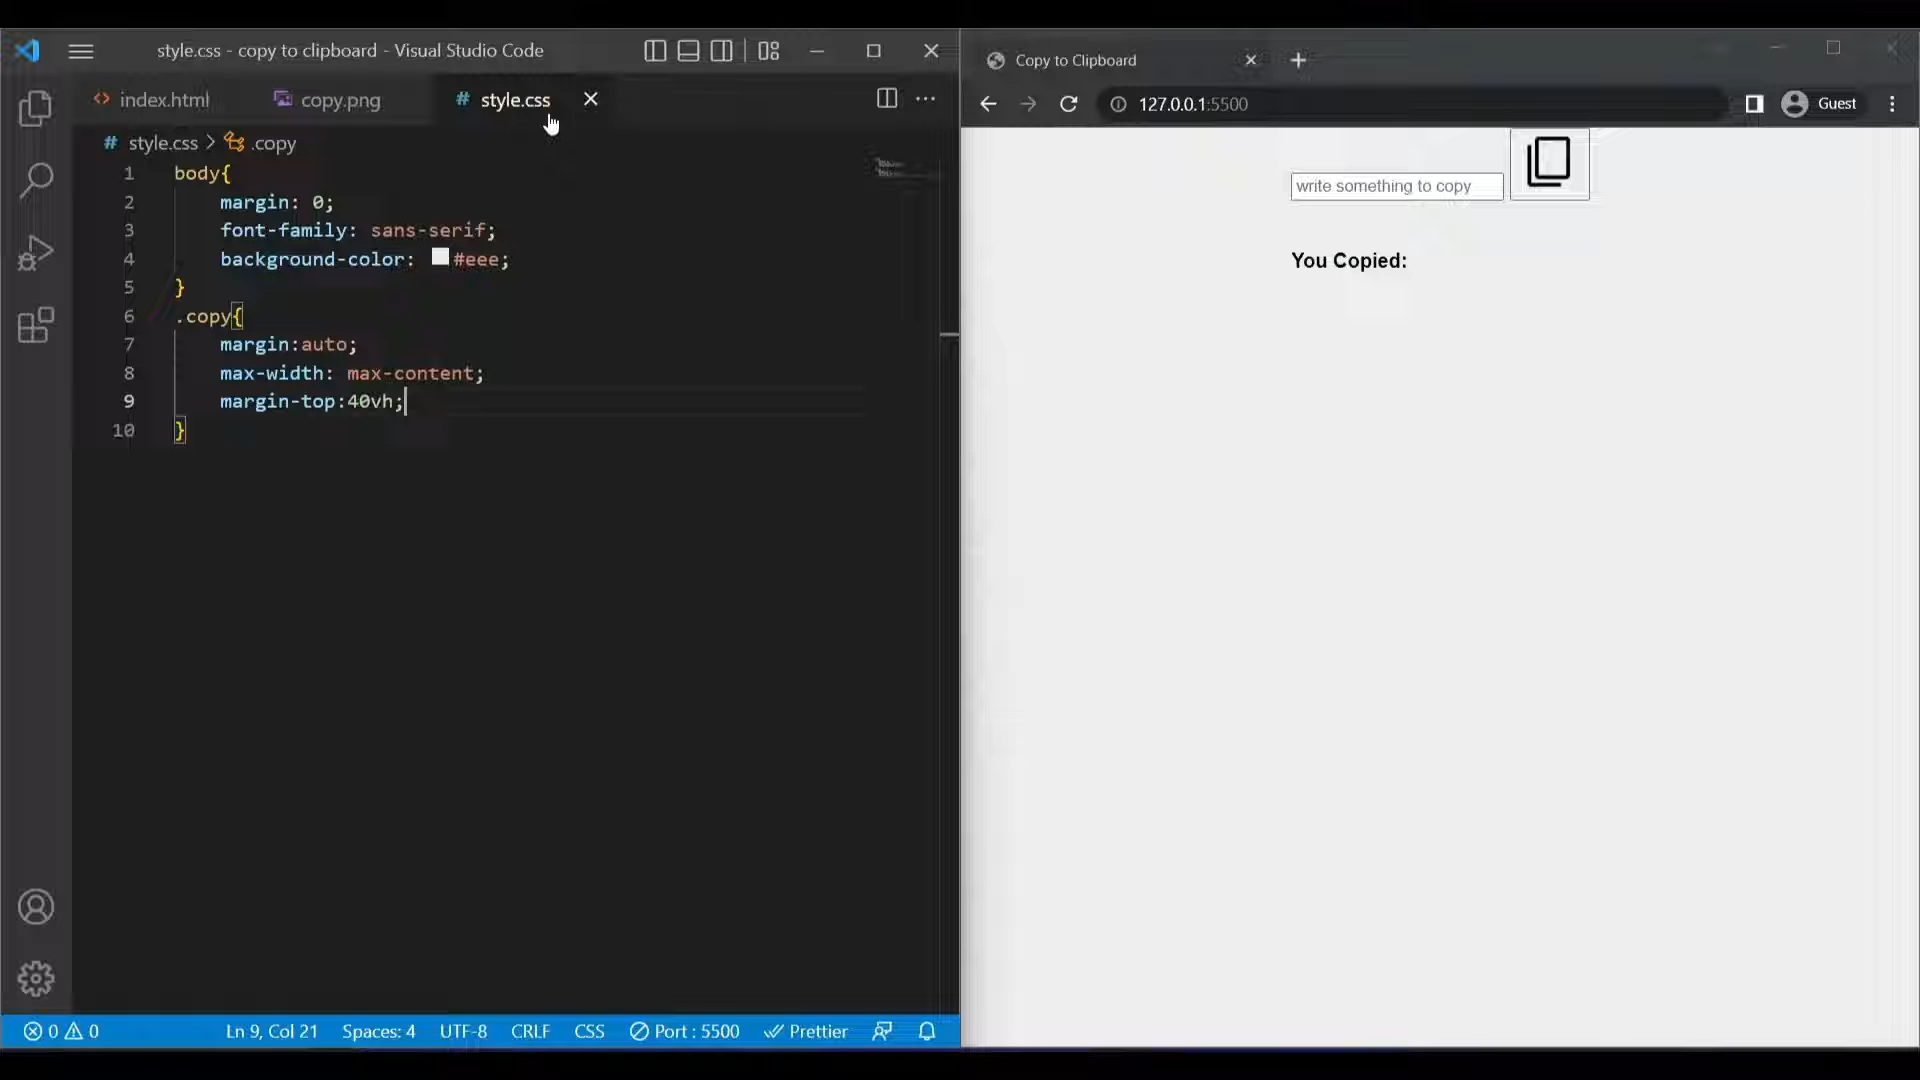 style.css - copy to clipboard - Visual Studio Code
index.html
copy.png
# style.css
# style.css > .copy
1 body{
2 margin: 0;
3 font-family: sans-serif;
4 background-color: #eee;
5 }
6 .copy{
7 margin:auto;
8 max-width: max-content;
9 margin-top:40vh;
10 }
0 0 Ln 9, Col 21 Spaces: 4 UTF-8 CRLF CSS Port : 5500 Prettier
Copy to Clipboard
127.0.0.1:5500
Guest
write something to copy
You Copied: